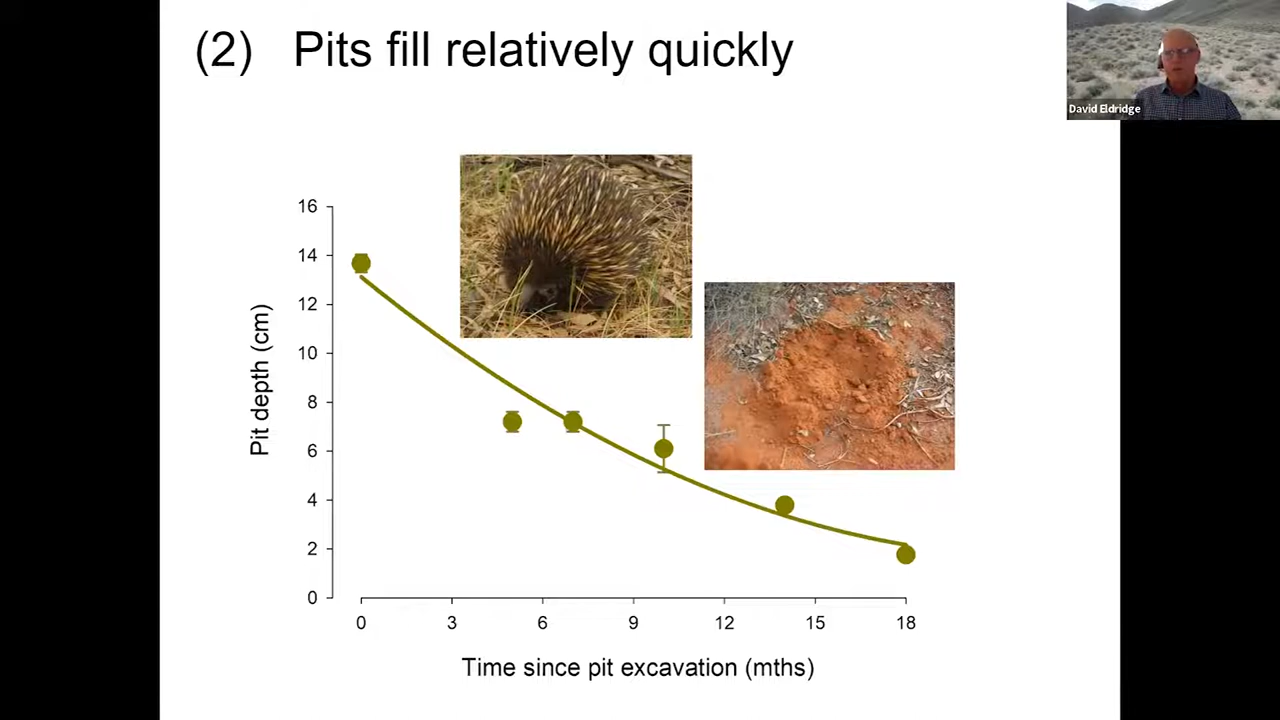 (2) Pits fill relatively quickly
David Eldridge
16
14
12
10
8
6
4
2
0
Pit depth (cm)
0 3 6 9 12 15 18
Time since pit excavation (mths)